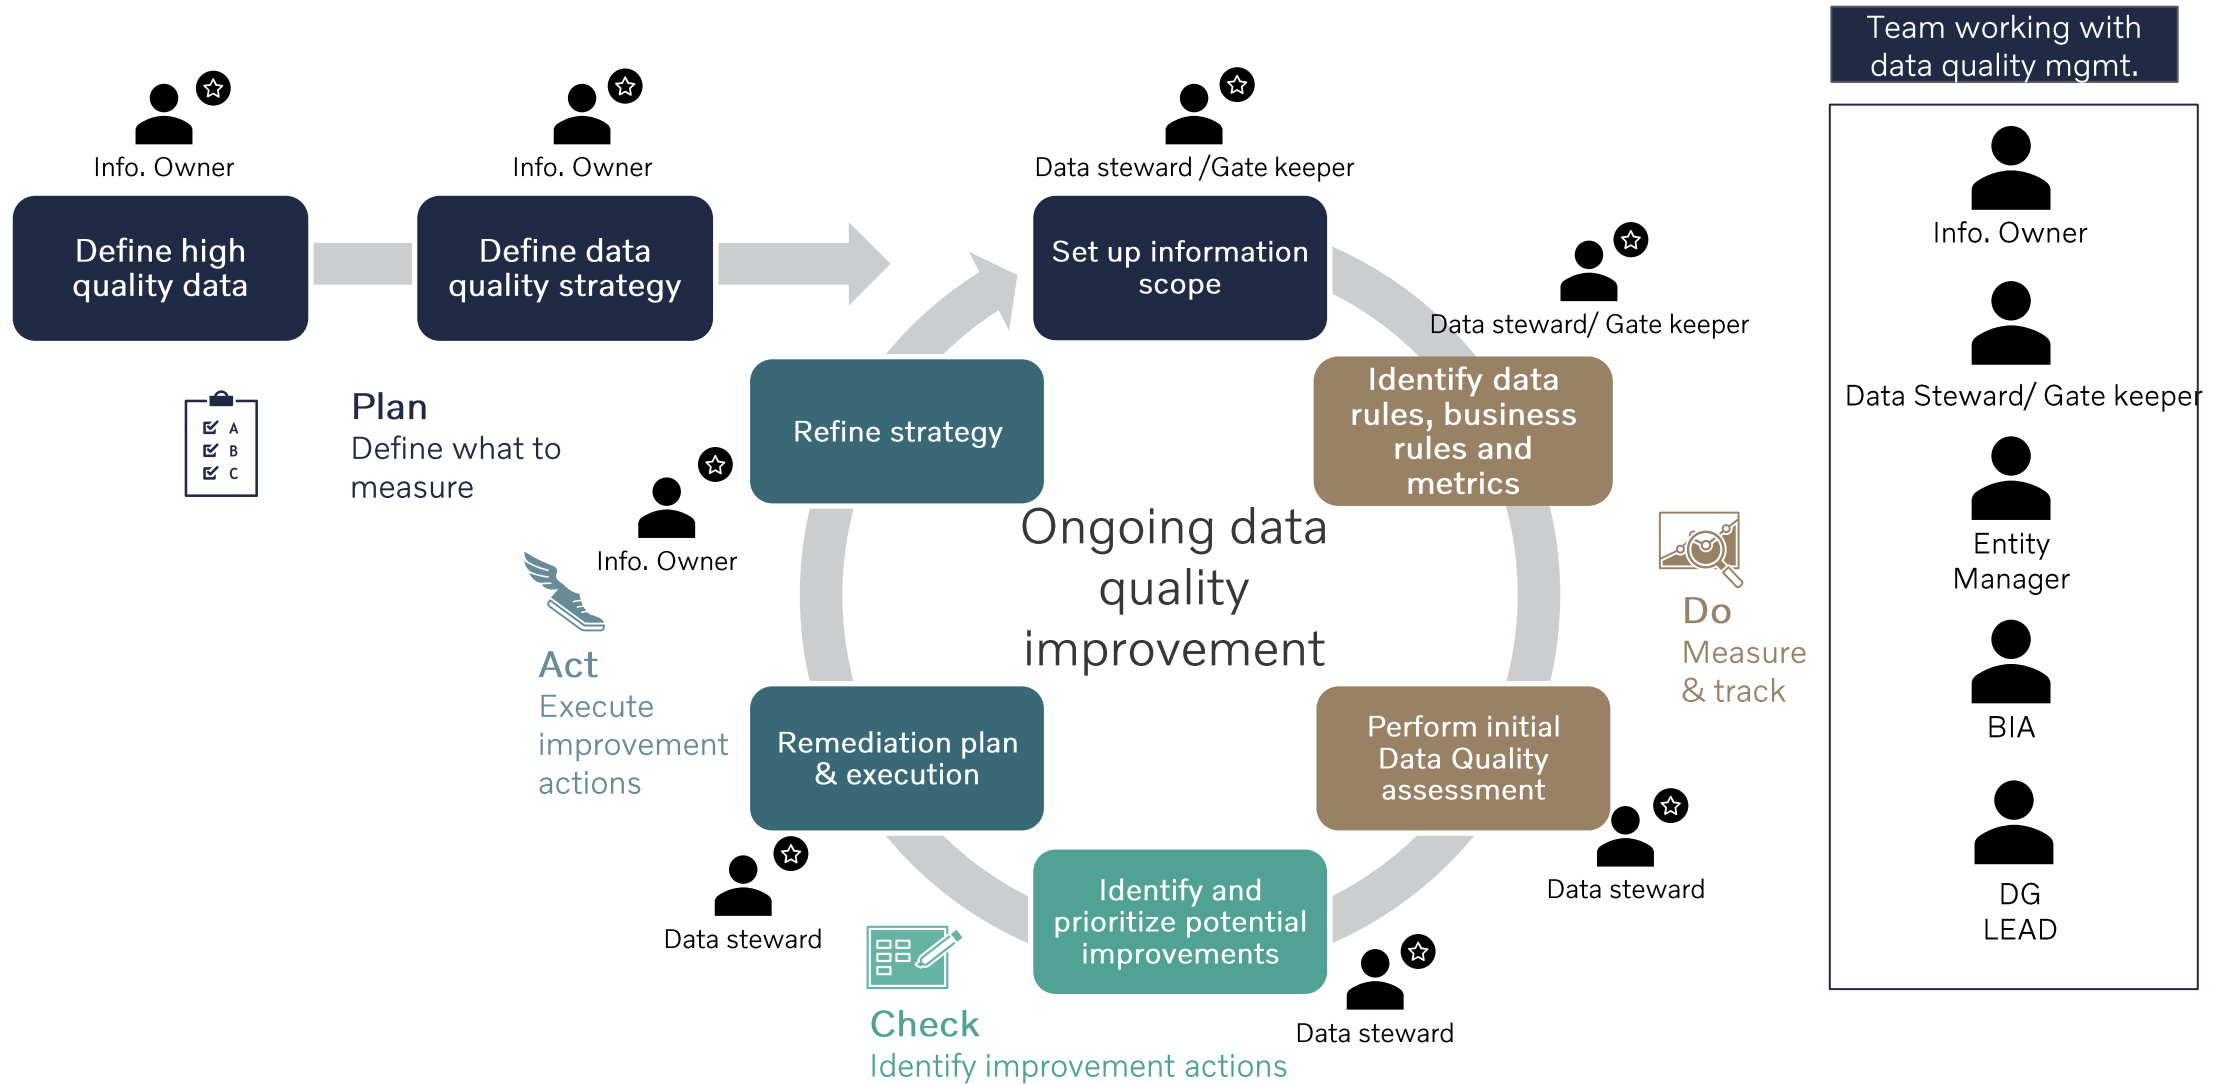 Team working with
data quality mgmt.
Info. Owner
Info. Owner
Data steward /Gate keeper
Define high
quality data
Define data
quality strategy
Set up information
scope
Data steward/ Gate keeper
Plan
Define what to
measure
A
B
C
Refine strategy
Identify data
rules, business
rules and
metrics
Info. Owner
Ongoing data
quality
improvement
Act
Execute
improvement
actions
Do
Measure
& track
Remediation plan
& execution
Perform initial
Data Quality
assessment
Data steward
Data steward
Identify and
prioritize potential
improvements
Data steward
Check
Identify improvement actions
Info. Owner
Data Steward/ Gate keeper
Entity
Manager
BIA
DG
LEAD